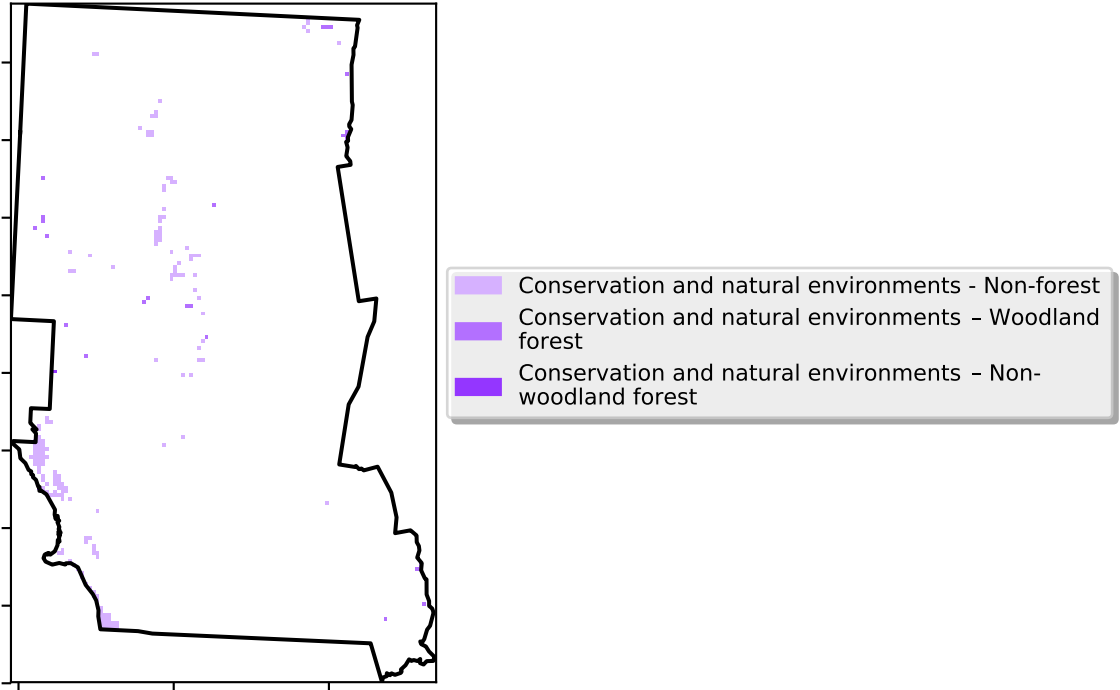 Conservation and natural environments - Non-forest
Conservation and natural environments – Woodland
forest
Conservation and natural environments – Non-
woodland forest